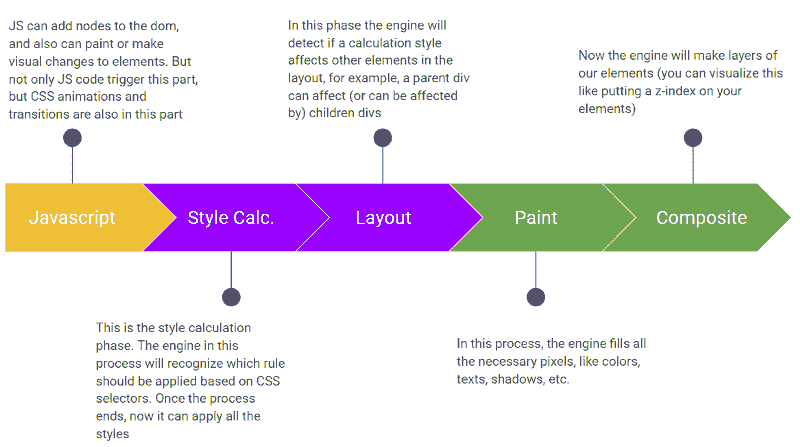 JS can add nodes to the dom,
and also can paint or make
visual changes to elements. But
not only JS code trigger this part,
but CSS animations and
transitions are also in this part
In this phase the engine will
detect if a calculation style
affects other elements in the
layout, for example, a parent div
can affect (or can be affected
by) children divs
Now the engine will make layers of
our elements (you can visualize this
like putting a z-index on your
elements)
Javascript
Style Calc.
Layout
Paint
Composite
This is the style calculation
phase. The engine in this
process will recognize which rule
should be applied based on CSS
selectors. Once the process
ends, now it can apply all the
styles
In this process, the engine fills all
the necessary pixels, like colors,
texts, shadows, etc.